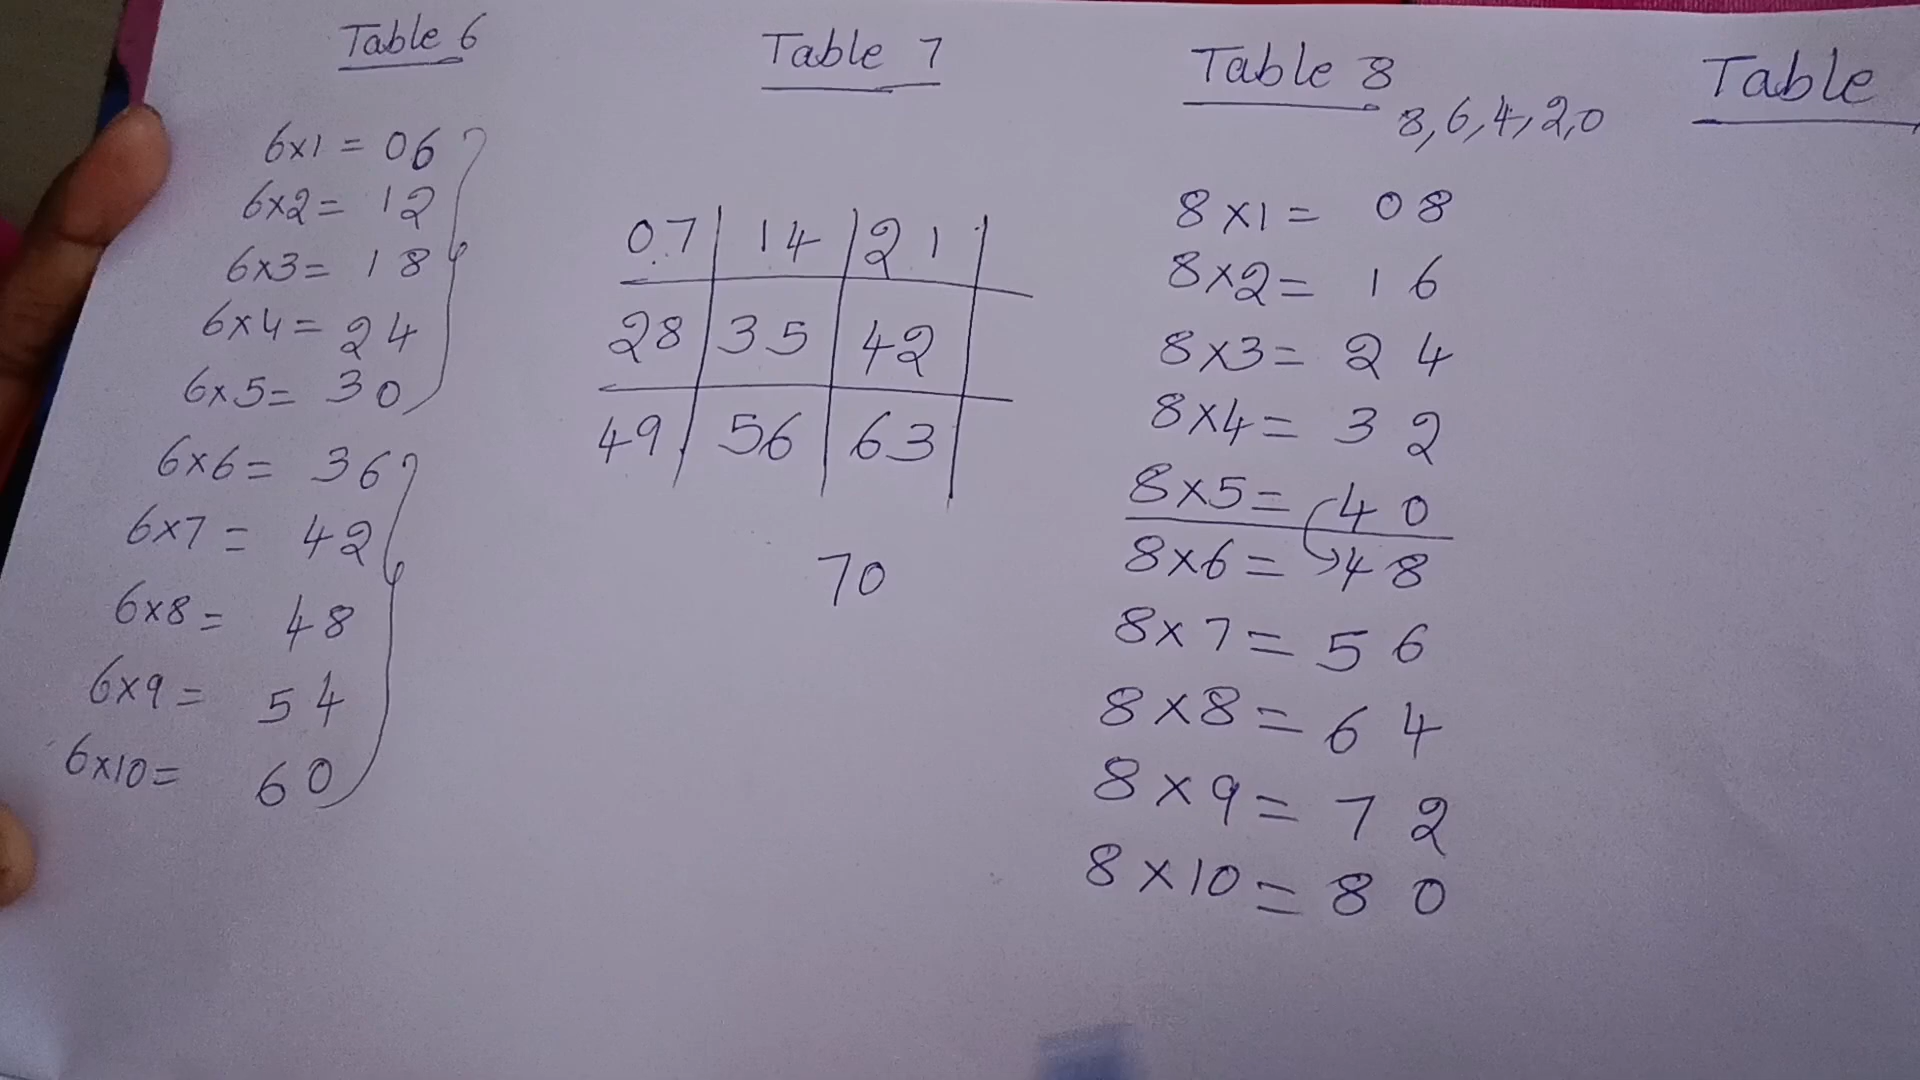 Table 6
6x1 = 06
6x2 = 12
6x3 = 18
6x4 = 24
6x5 = 30
6x6 = 36
6x7 = 42
6x8 = 48
6x9 = 54
6x10 = 60
Table 7
07 14 21
28 35 42
49 56 63
70
Table 8
8,6,4,2,0
8x1 = 08
8x2 = 16
8x3 = 24
8x4 = 32
8x5 = 40
8x6 = 48
8x7 = 56
8x8 = 64
8x9 = 72
8x10 = 80
Table